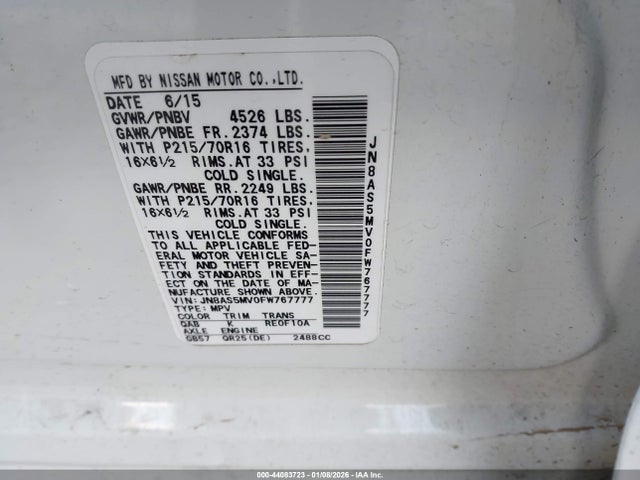 MFD BY NISSAN MOTOR CO.,LTD.
DATE 6/15
GVWR/PNBV 4526 LBS.
GAWR/PNBE FR. 2374 LBS.
WITH P215/70R16 TIRES.
16×6½ RIMS. AT 33 PSI
COLD SINGLE.
GAWR/PNBE RR. 2249 LBS.
WITH P215/70R16 TIRES.
16×6½ RIMS. AT 33 PSI
COLD SINGLE.
THIS VEHICLE CONFORMS
TO ALL APPLICABLE FED-
ERAL MOTOR VEHICLE SA-
FETY AND THEFT PREVEN-
TION STANDARDS IN EFF-
ECT ON THE DATE OF MA-
NUFACTURE SHOWN ABOVE.
VIN: JN8AS5MV0FW767777
TYPE: MPV
COLOR TRIM TRANS
QAB K RE0F10A
AXLE ENGINE
GB57 QR25(DE) 2488CC
JN8AS5MV0FW767777
000-44083723 - 01/08/2026 - IAA, Inc.